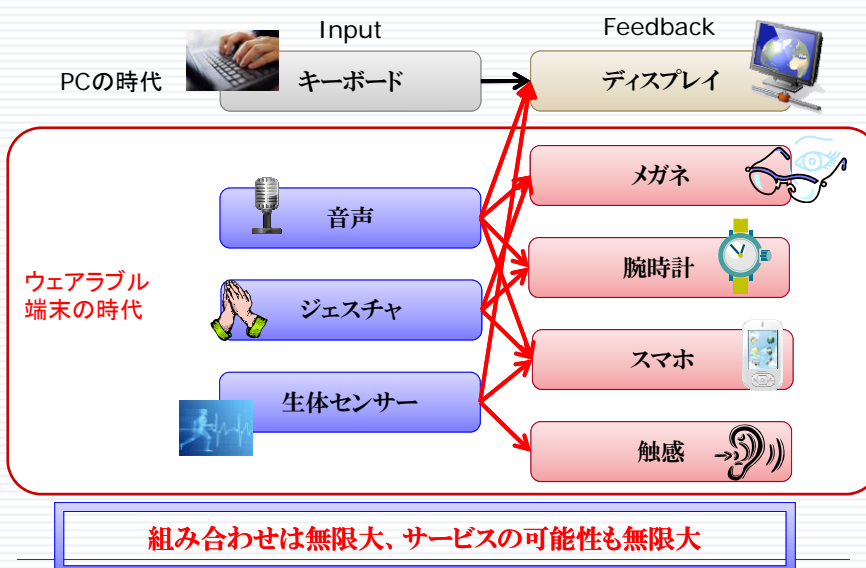 Input
Feedback
PCの時代
キーボード
ディスプレイ
メガネ
音声
腕時計
ウェアラブル
端末の時代
ジェスチャ
スマホ
生体センサー
触感
組み合わせは無限大、サービスの可能性も無限大